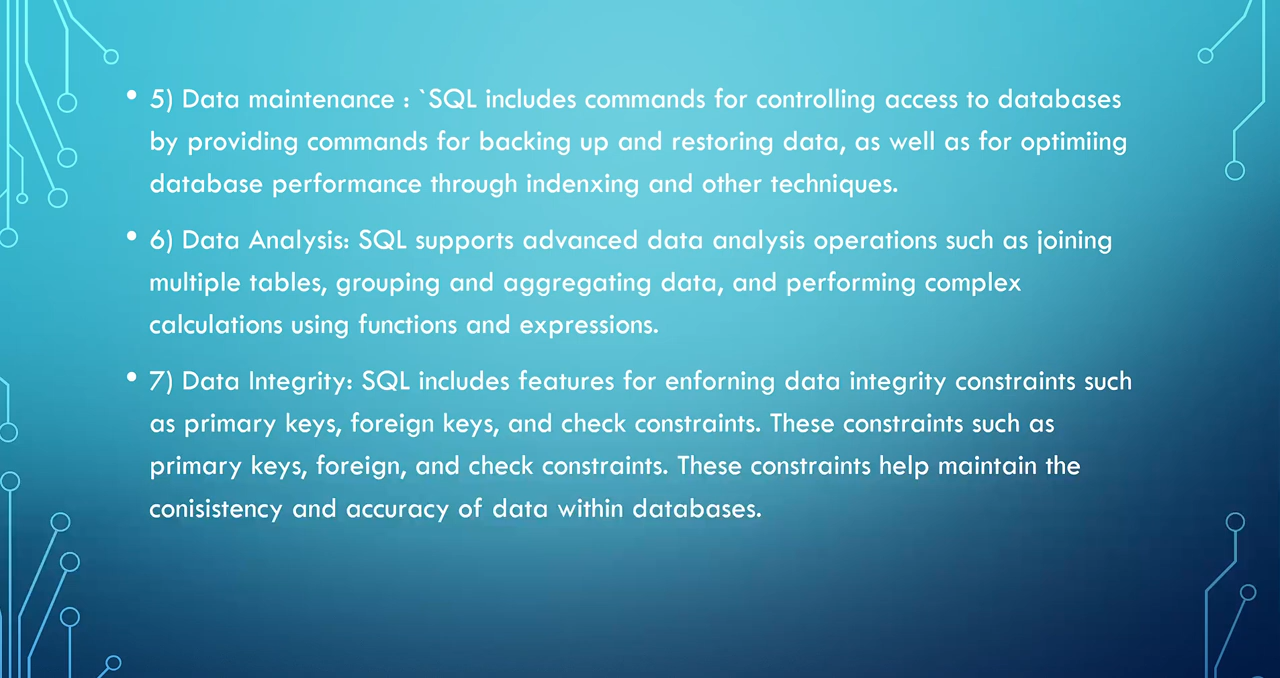 • 5) Data maintenance : `SQL includes commands for controlling access to databases
by providing commands for backing up and restoring data, as well as for optimiing
database performance through indenxing and other techniques.
• 6) Data Analysis: SQL supports advanced data analysis operations such as joining
multiple tables, grouping and aggregating data, and performing complex
calculations using functions and expressions.
• 7) Data Integrity: SQL includes features for enforning data integrity constraints such
as primary keys, foreign keys, and check constraints. These constraints such as
primary keys, foreign, and check constraints. These constraints help maintain the
conisistency and accuracy of data within databases.